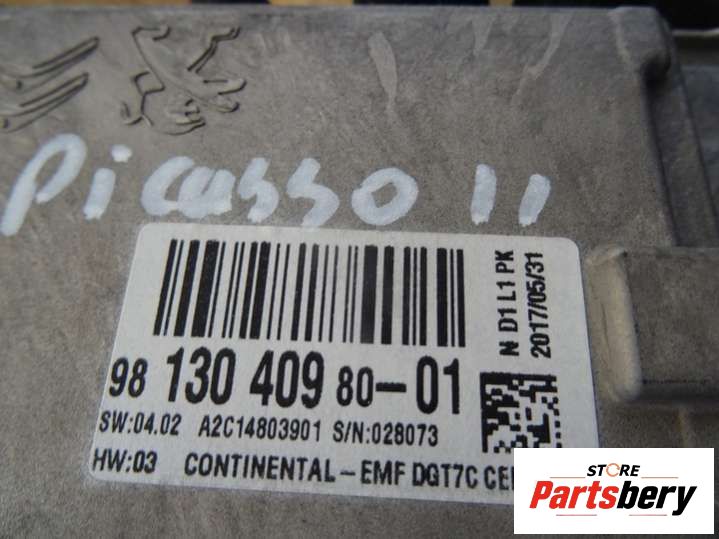 Picasso II
N D1 L1 PK
2017/05/31
98 130 409 80-01
SW:04.02 A2C14803901 S/N:028073
HW:03 CONTINENTAL-EMF DGT7C
STORE
Partsbery